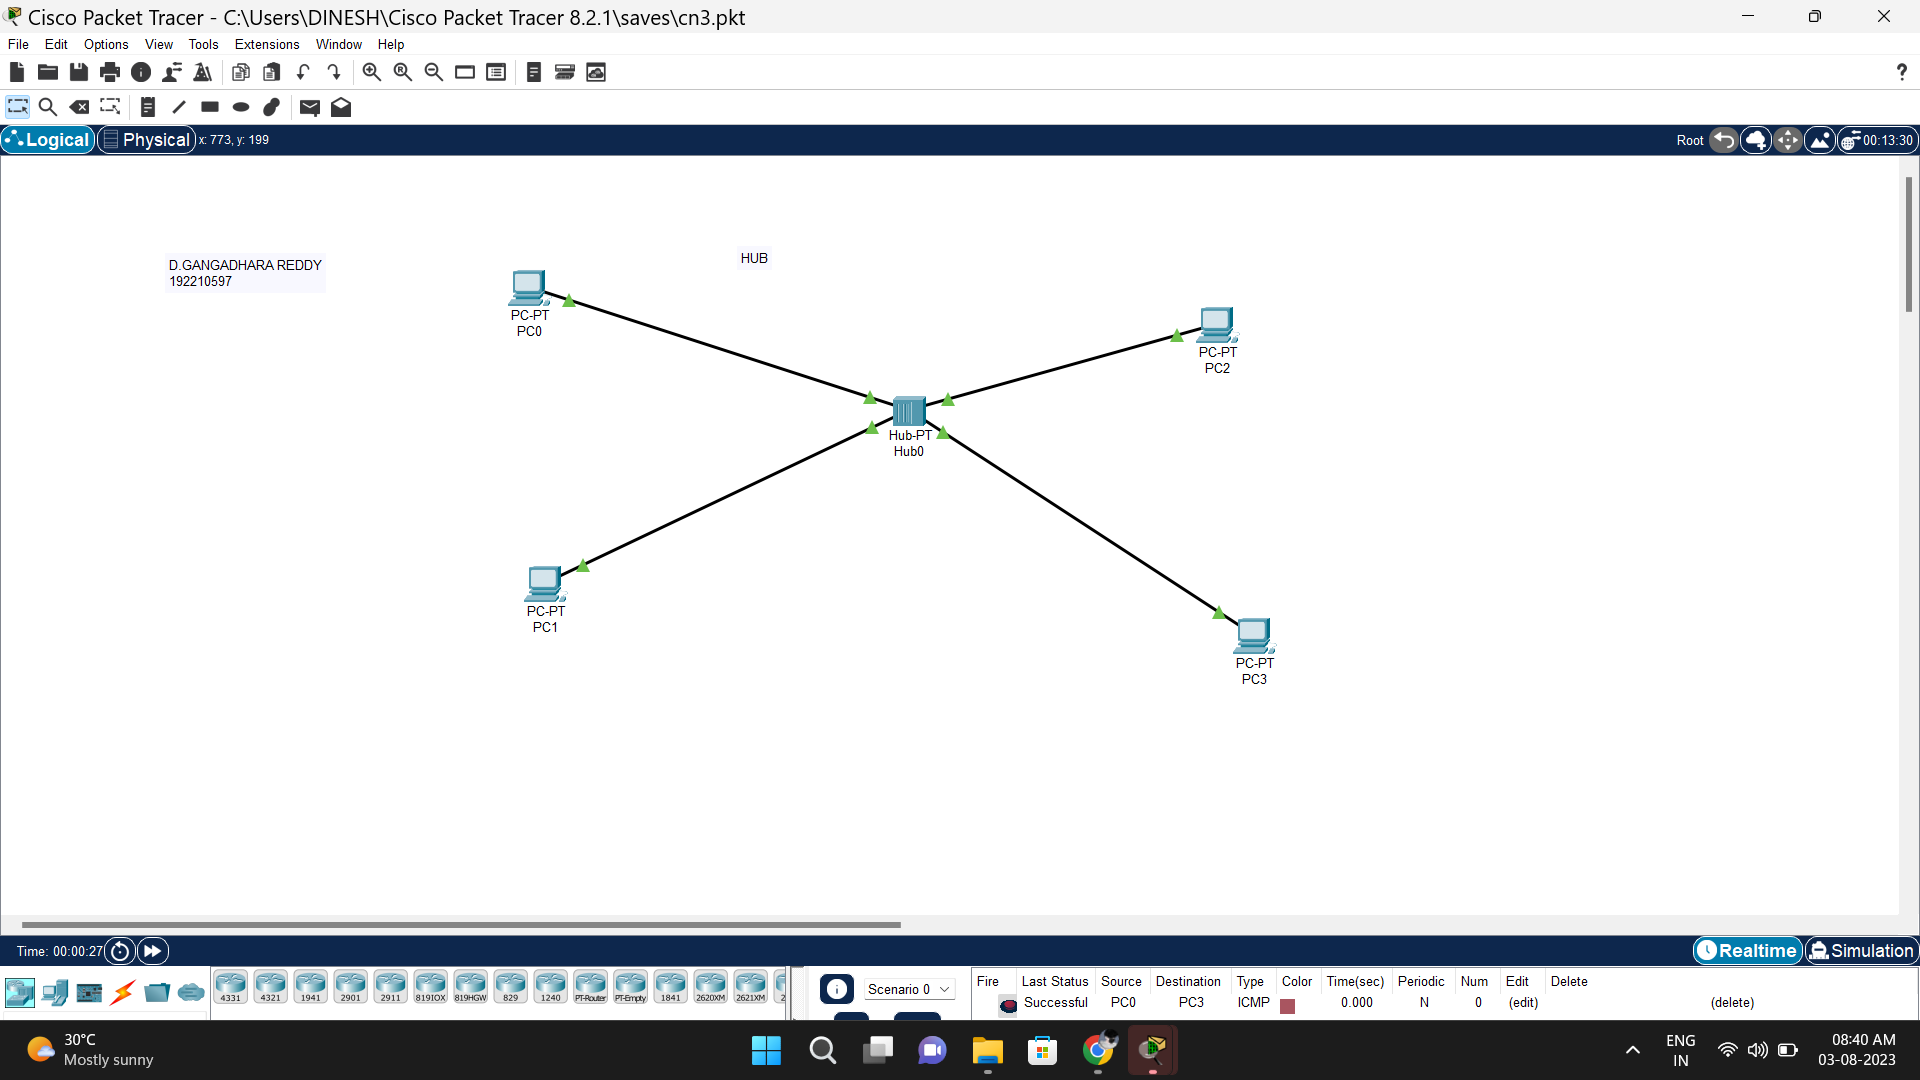 Cisco Packet Tracer - C:\Users\DINESH\Cisco Packet Tracer 8.2.1\saves\cn3.pkt
File Edit Options View Tools Extensions Window Help
?
Logical Physical x: 773, y: 199 Root 00:13:30
D.GANGADHARA REDDY
192210597
HUB
PC-PT
PC0
PC-PT
PC2
Hub-PT
Hub0
PC-PT
PC1
PC-PT
PC3
Time: 00:00:27 Realtime Simulation
4331 4321 1941 2901 2911 819IOX 819HGW 829 1240 PT-Router PT-Empty 1841 2620XM 2621XM 2
Scenario 0
Fire Last Status Source Destination Type Color Time(sec) Periodic Num Edit Delete
Successful PC0 PC3 ICMP 0.000 N 0 (edit) (delete)
30°C
Mostly sunny
ENG
IN
08:40 AM
03-08-2023